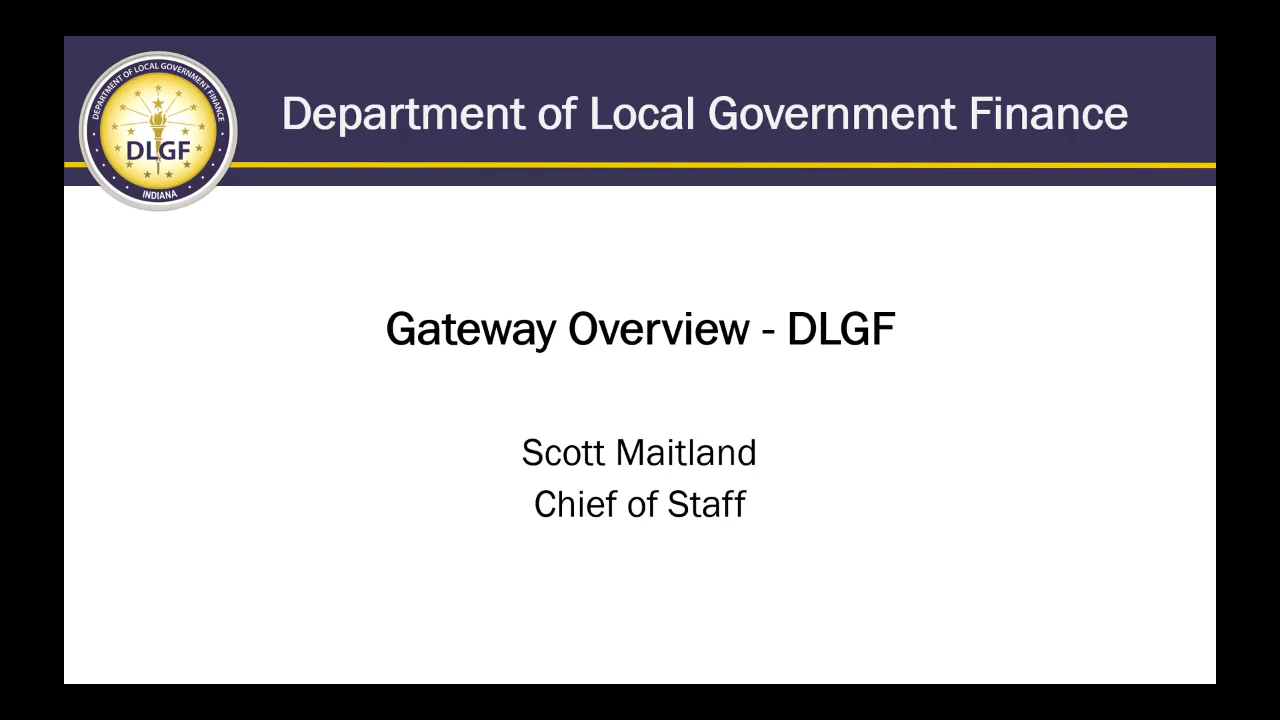 DEPARTMENT OF LOCAL GOVERNMENT FINANCE
DLGF
INDIANA
Department of Local Government Finance
Gateway Overview - DLGF
Scott Maitland
Chief of Staff